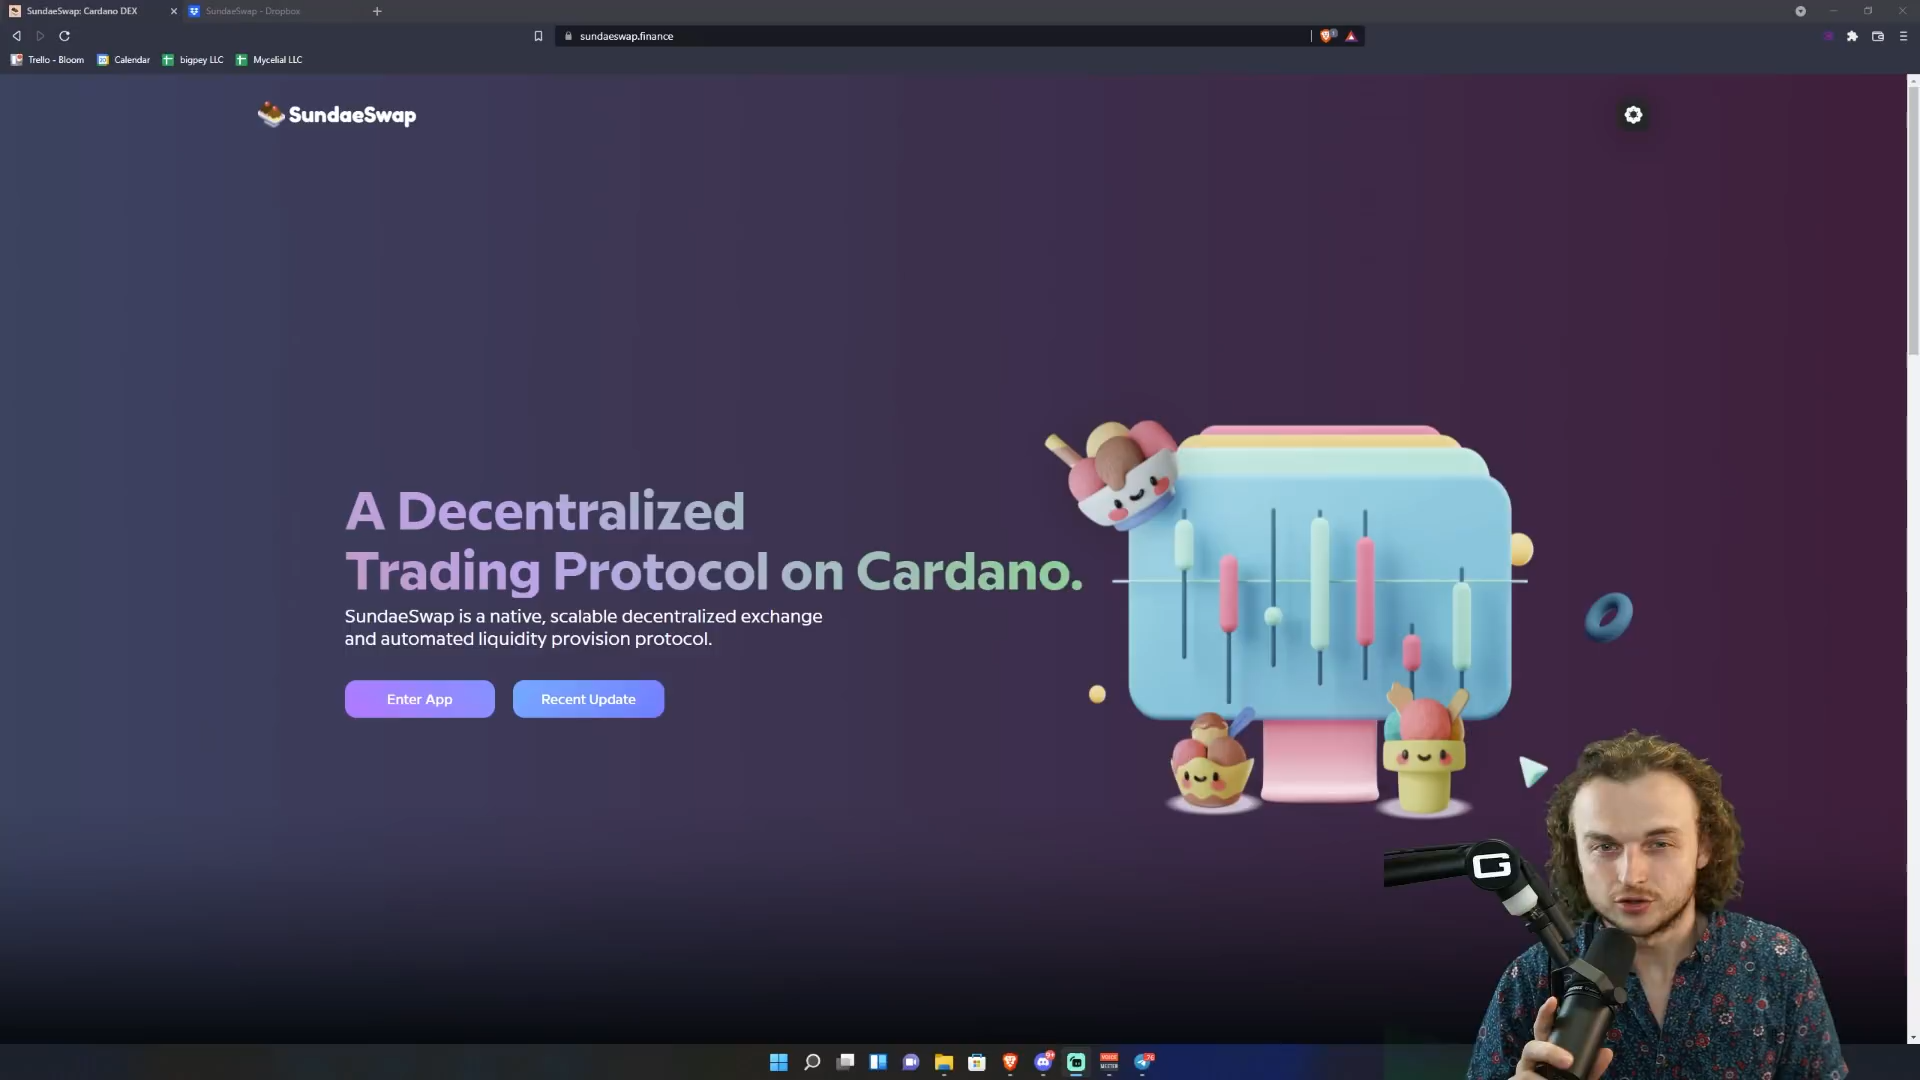 SundaeSwap: Cardano DEX
SundaeSwap - Dropbox
sundaeswap.finance
Trello - Bloom
Calendar
bigpey LLC
Mycelial LLC
SundaeSwap
A Decentralized
Trading Protocol on Cardano.
SundaeSwap is a native, scalable decentralized exchange
and automated liquidity provision protocol.
Enter App
Recent Update
G